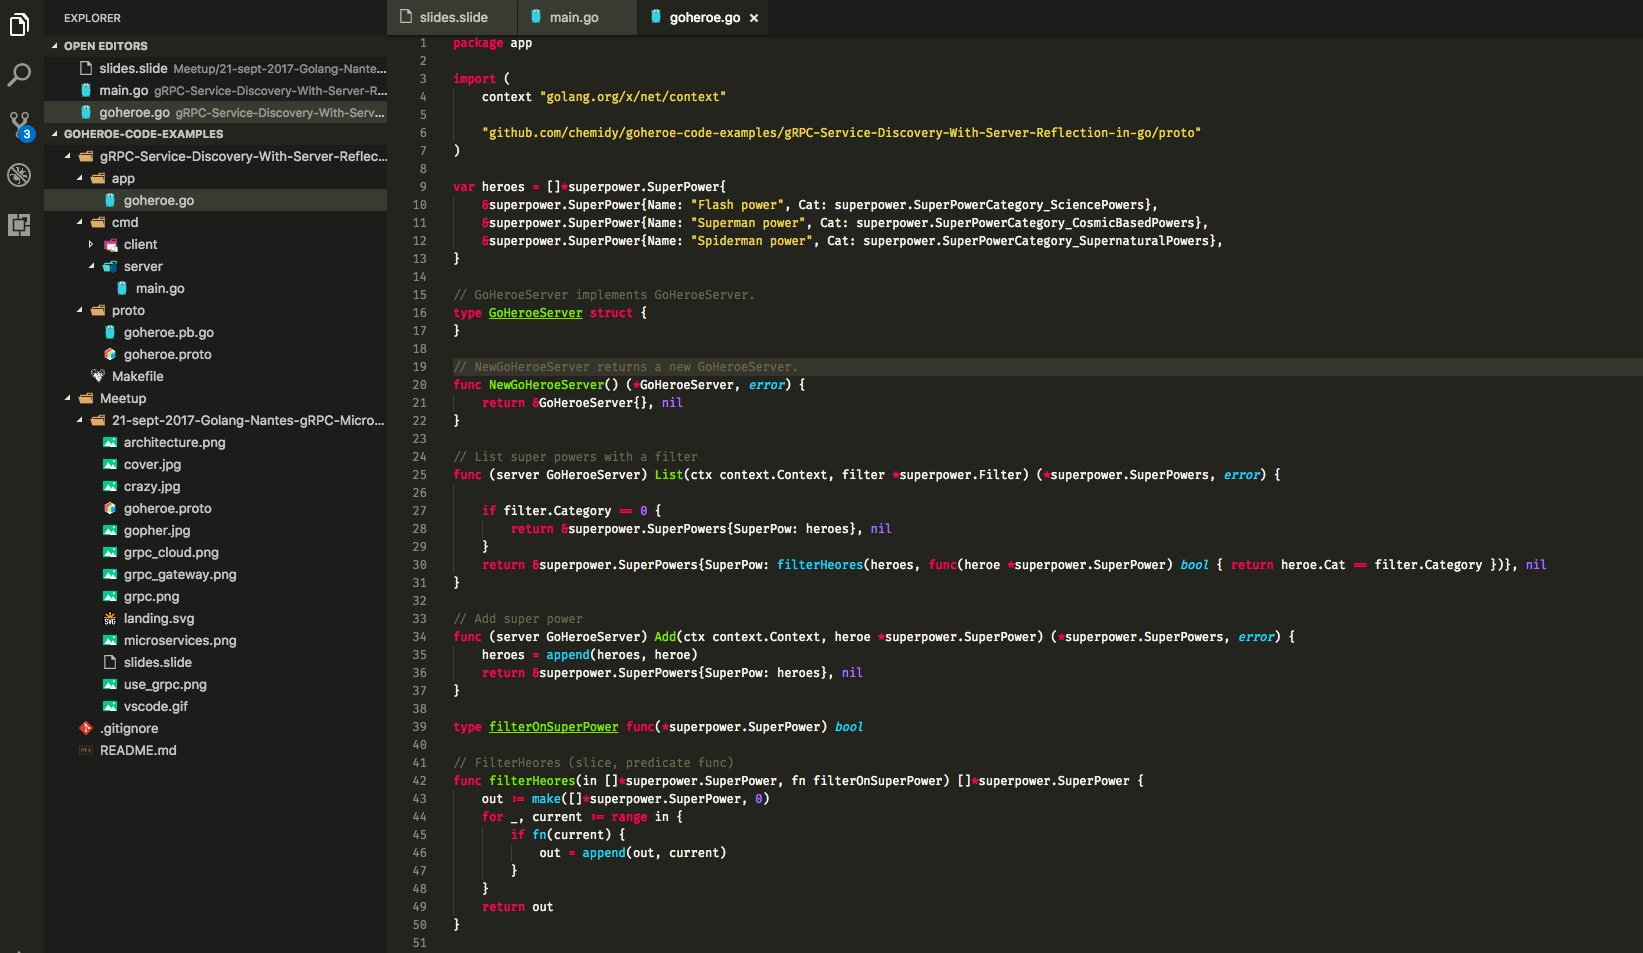 EXPLORER
OPEN EDITORS
slides.slide Meetup/21-sept-2017-Golang-Nante...
main.go gRPC-Service-Discovery-With-Server-R...
goheroe.go gRPC-Service-Discovery-With-Serv...
3
GOHEROE-CODE-EXAMPLES
gRPC-Service-Discovery-With-Server-Reflec...
app
goheroe.go
cmd
client
server
main.go
proto
goheroe.pb.go
goheroe.proto
Makefile
Meetup
21-sept-2017-Golang-Nantes-gRPC-Micro...
architecture.png
cover.jpg
crazy.jpg
goheroe.proto
gopher.jpg
grpc_cloud.png
grpc_gateway.png
grpc.png
SVG landing.svg
microservices.png
slides.slide
use_grpc.png
vscode.gif
.gitignore
README.md
slides.slide main.go goheroe.go ×
1 package app
2
3 import (
4 context "golang.org/x/net/context"
5
6 "github.com/chemidy/goheroe-code-examples/gRPC-Service-Discovery-With-Server-Reflection-in-go/proto"
7 )
8
9 var heroes = []*superpower.SuperPower{
10 &superpower.SuperPower{Name: "Flash power", Cat: superpower.SuperPowerCategory_SciencePowers},
11 &superpower.SuperPower{Name: "Superman power", Cat: superpower.SuperPowerCategory_CosmicBasedPowers},
12 &superpower.SuperPower{Name: "Spiderman power", Cat: superpower.SuperPowerCategory_SupernaturalPowers},
13 }
14
15 // GoHeroeServer implements GoHeroeServer.
16 type GoHeroeServer struct {
17 }
18
19 // NewGoHeroeServer returns a new GoHeroeServer.
20 func NewGoHeroeServer() (*GoHeroeServer, error) {
21 return &GoHeroeServer{}, nil
22 }
23
24 // List super powers with a filter
25 func (server GoHeroeServer) List(ctx context.Context, filter *superpower.Filter) (*superpower.SuperPowers, error) {
26
27 if filter.Category == 0 {
28 return &superpower.SuperPowers{SuperPow: heroes}, nil
29 }
30 return &superpower.SuperPowers{SuperPow: filterHeores(heroes, func(heroe *superpower.SuperPower) bool { return heroe.Cat == filter.Category })}, nil
31 }
32
33 // Add super power
34 func (server GoHeroeServer) Add(ctx context.Context, heroe *superpower.SuperPower) (*superpower.SuperPowers, error) {
35 heroes = append(heroes, heroe)
36 return &superpower.SuperPowers{SuperPow: heroes}, nil
37 }
38
39 type filterOnSuperPower func(*superpower.SuperPower) bool
40
41 // FilterHeores (slice, predicate func)
42 func filterHeores(in []*superpower.SuperPower, fn filterOnSuperPower) []*superpower.SuperPower {
43 out := make([]*superpower.SuperPower, 0)
44 for _, current := range in {
45 if fn(current) {
46 out = append(out, current)
47 }
48 }
49 return out
50 }
51